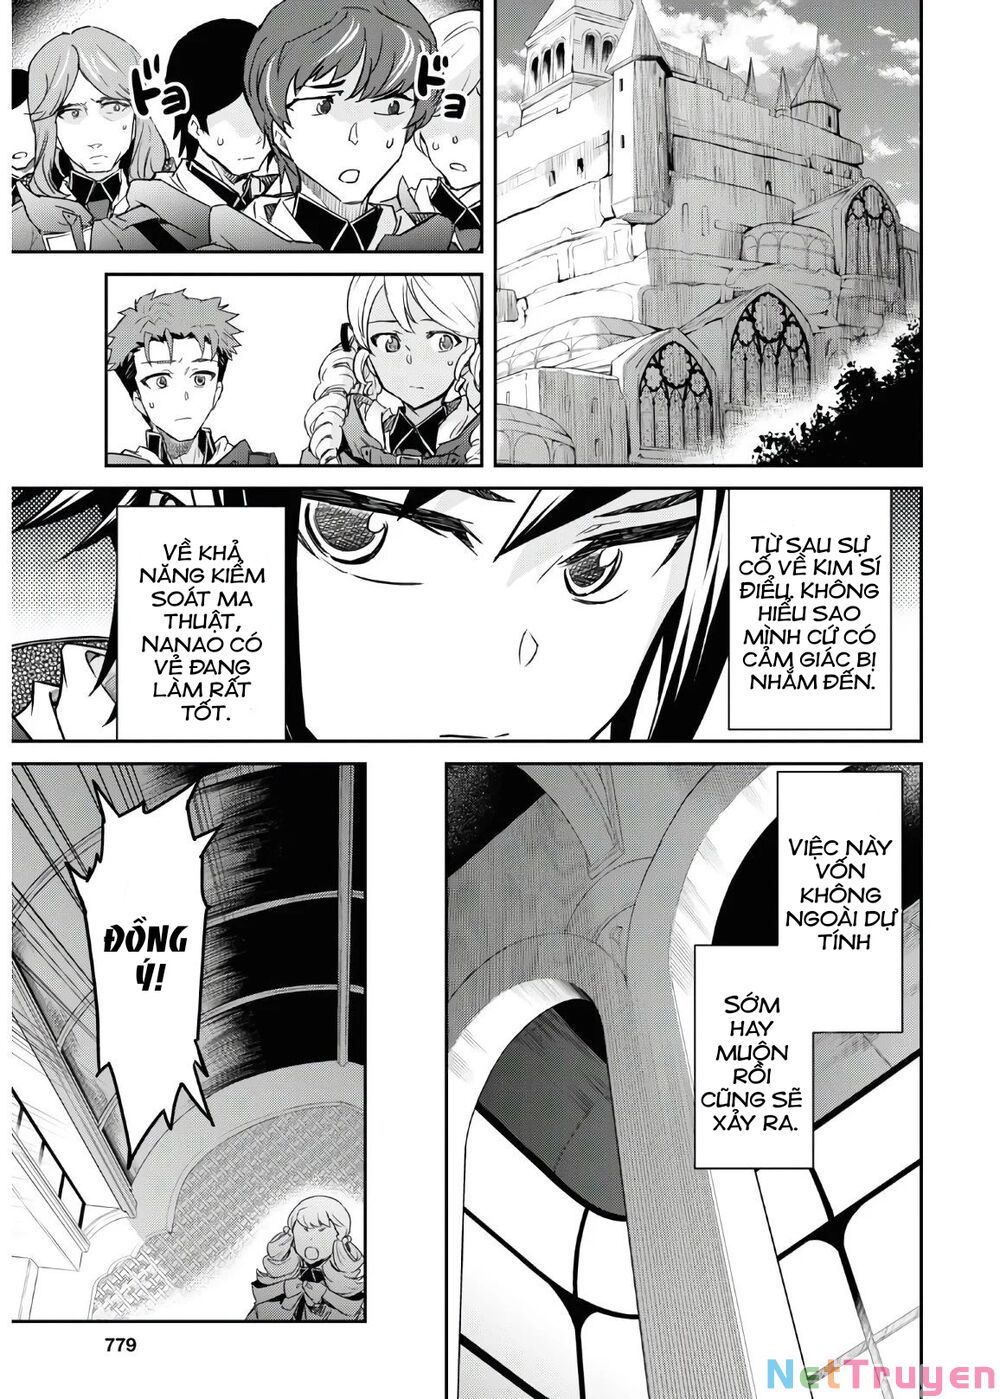 ドヨ
ドヨ
TỪ SAU SỰ
CỐ VỀ KIM SÍ
ĐIỂU. KHÔNG
HIỂU SAO
MÌNH CỨ CÓ
CẢM GIÁC BỊ
NHẮM ĐẾN.
VỀ KHẢ
NĂNG KIỂM
SOÁT MA
THUẬT,
NANAO CÓ
VẺ ĐANG
LÀM RẤT
TỐT.
VIỆC NÀY
VỐN
KHÔNG
NGOÀI DỰ
TÍNH
SỚM
HAY
MUỘN
RỒI
CŨNG SẼ
XẢY RA.
ĐỒNG
Ý!
779
NetTruyen